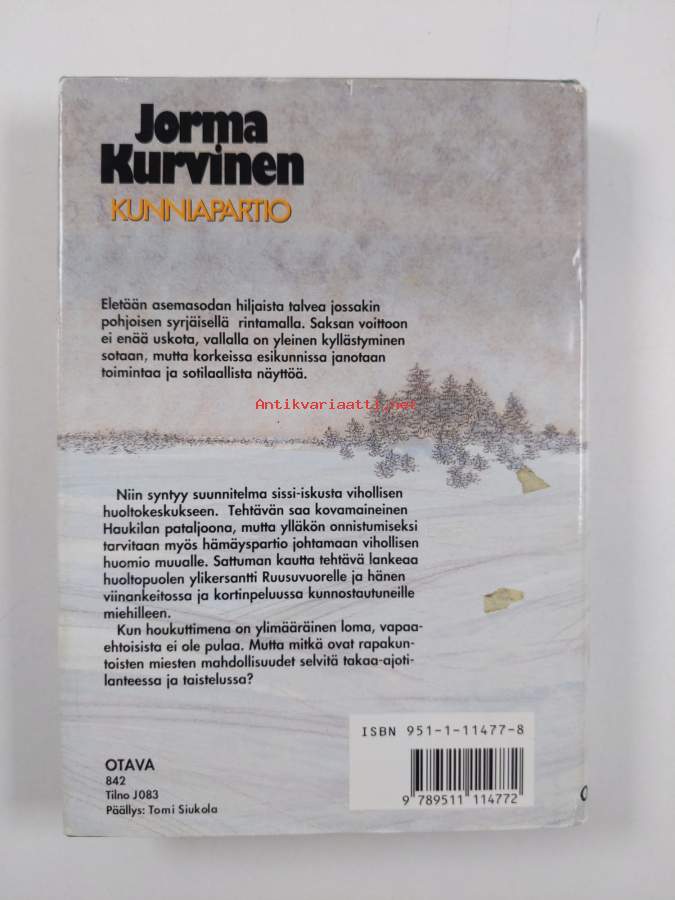 Jorma
Kurvinen
KUNNIAPARTIO
Eletään asemasodan hiljaista talvea jossakin
pohjoisen syrjäisellä rintamalla. Saksan voittoon
ei enää uskota, vallalla on yleinen kyllästyminen
sotaan, mutta korkeissa esikunnissa janotaan
toimintaa ja sotilaallista näyttöä.
Antikvariaatti.net
Niin syntyy suunnitelma sissi-iskusta vihollisen
huoltokeskukseen. Tehtävän saa kovamaineinen
Haukilan pataljoona, mutta ylläkön onnistumiseksi
tarvitaan myös hämäyspartio johtamaan vihollisen
huomio muualle. Sattuman kautta tehtävä lankeaa
huoltopuolen ylikersantti Ruusuvuorelle ja hänen
viinankeitossa ja kortinpeluussa kunnostautuneille
miehilleen.
Kun houkuttimena on ylimääräinen loma, vapaa-
ehtoisista ei ole pulaa. Mutta mitkä ovat rapakun-
toisten miesten mahdollisuudet selvitä takaa-ajoti-
lanteessa ja taistelussa?
ISBN 951-1-11477-8
OTAVA
842
Tilno J083
Päällys: Tomi Siukola
9 789511 114772